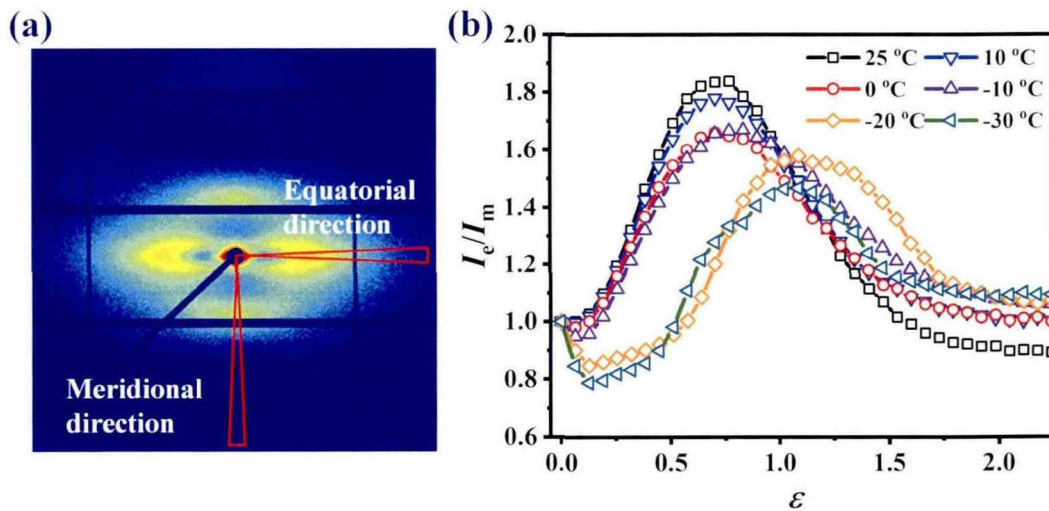 (a)
Equatorial
direction
Meridional
direction
(b)
2.0
1.8
1.6
1.4
1.2
1.0
0.8
0.6
I_e/I_m
25 °C
10 °C
0 °C
-10 °C
-20 °C
-30 °C
0.0 0.5 1.0 1.5 2.0
ε